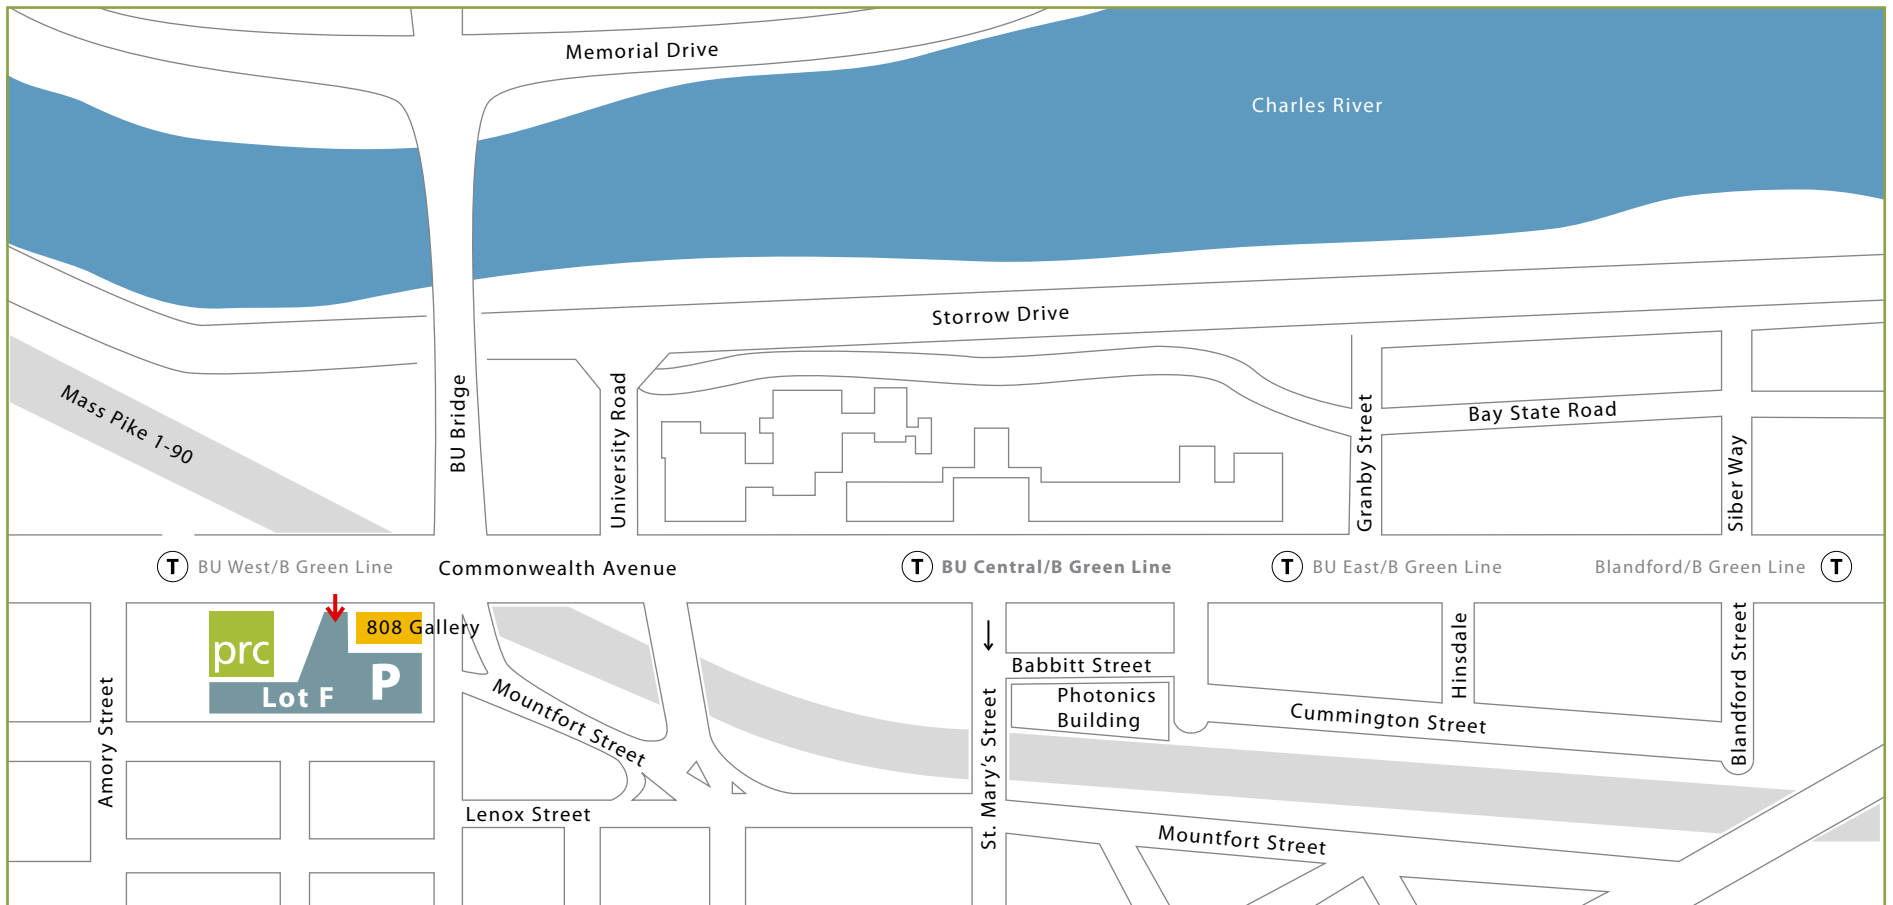 Memorial Drive
Charles River
Storrow Drive
Mass Pike 1-90
BU Bridge
University Road
Granby Street
Bay State Road
Siber Way
T BU West/B Green Line
Commonwealth Avenue
T BU Central/B Green Line
T BU East/B Green Line
Blandford/B Green Line T
prc
808 Gallery
P
Lot F
Amory Street
Mountfort Street
Lenox Street
St. Mary's Street
Babbitt Street
Photonics
Building
Cummington Street
Hinsdale
Blandford Street
Mountfort Street